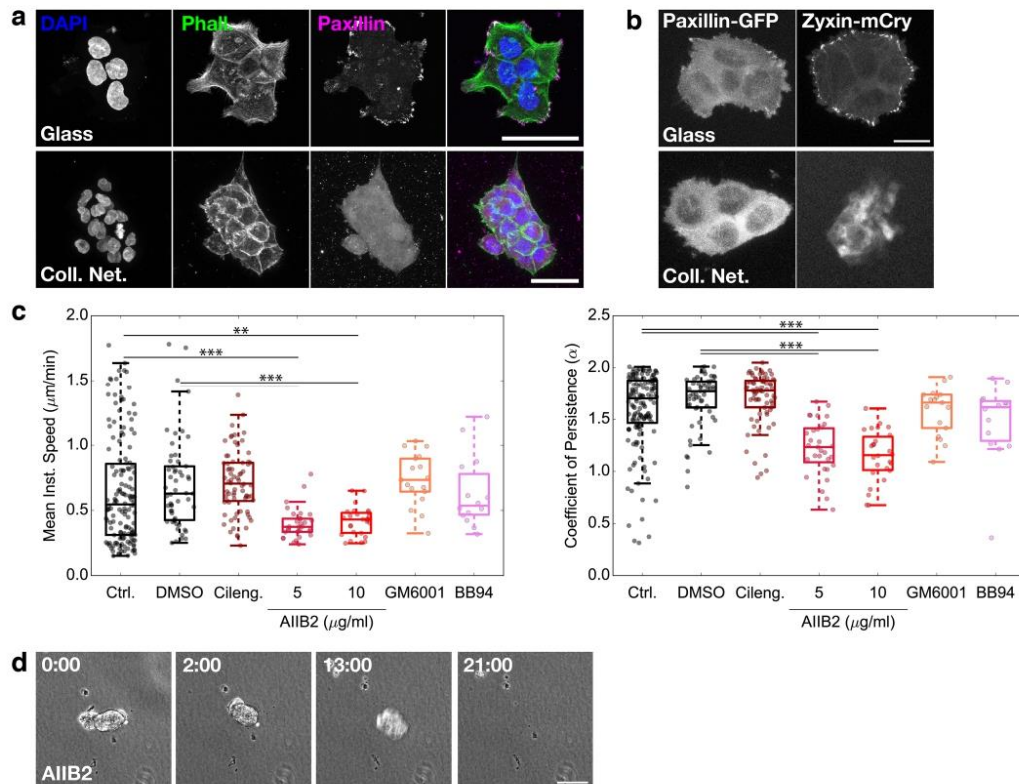 a
DAPI Phall. Paxillin
Glass
Coll. Net.
b
Paxillin-GFP Zyxin-mCry
Glass
Coll. Net.
c
Mean Inst. Speed (μm/min)
2.0
1.5
1.0
0.5
0.0
**
***
***
Ctrl. DMSO Cileng. 5 10 GM6001 BB94
AIIB2 (μg/ml)
Coefficient of Persistence (α)
2.5
2.0
1.5
1.0
0.5
0.0
***
***
Ctrl. DMSO Cileng. 5 10 GM6001 BB94
AIIB2 (μg/ml)
d
0:00 2:00 13:00 21:00
AIIB2